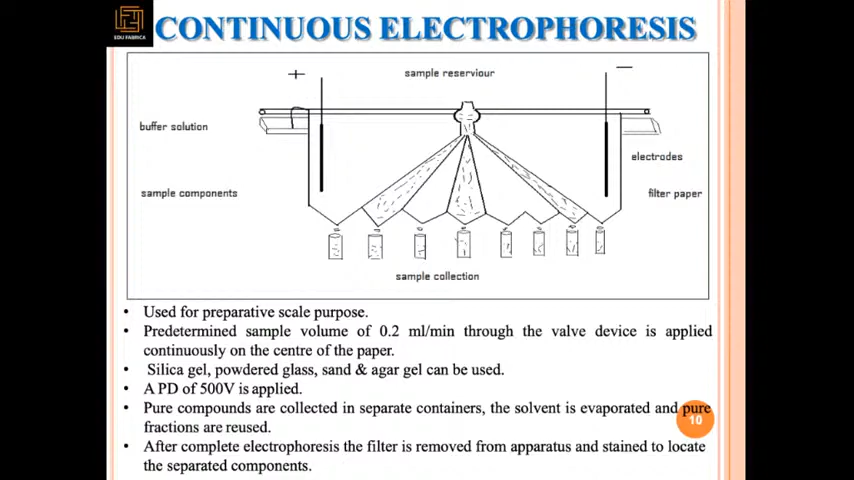 EDU FABRICA
CONTINUOUS ELECTROPHORESIS
+
sample reserviour
—
buffer solution
electrodes
sample components
filter paper
sample collection
• Used for preparative scale purpose.
• Predetermined sample volume of 0.2 ml/min through the valve device is applied
continuously on the centre of the paper.
• Silica gel, powdered glass, sand & agar gel can be used.
• A PD of 500V is applied.
• Pure compounds are collected in separate containers, the solvent is evaporated and pure
fractions are reused.
10
• After complete electrophoresis the filter is removed from apparatus and stained to locate
the separated components.